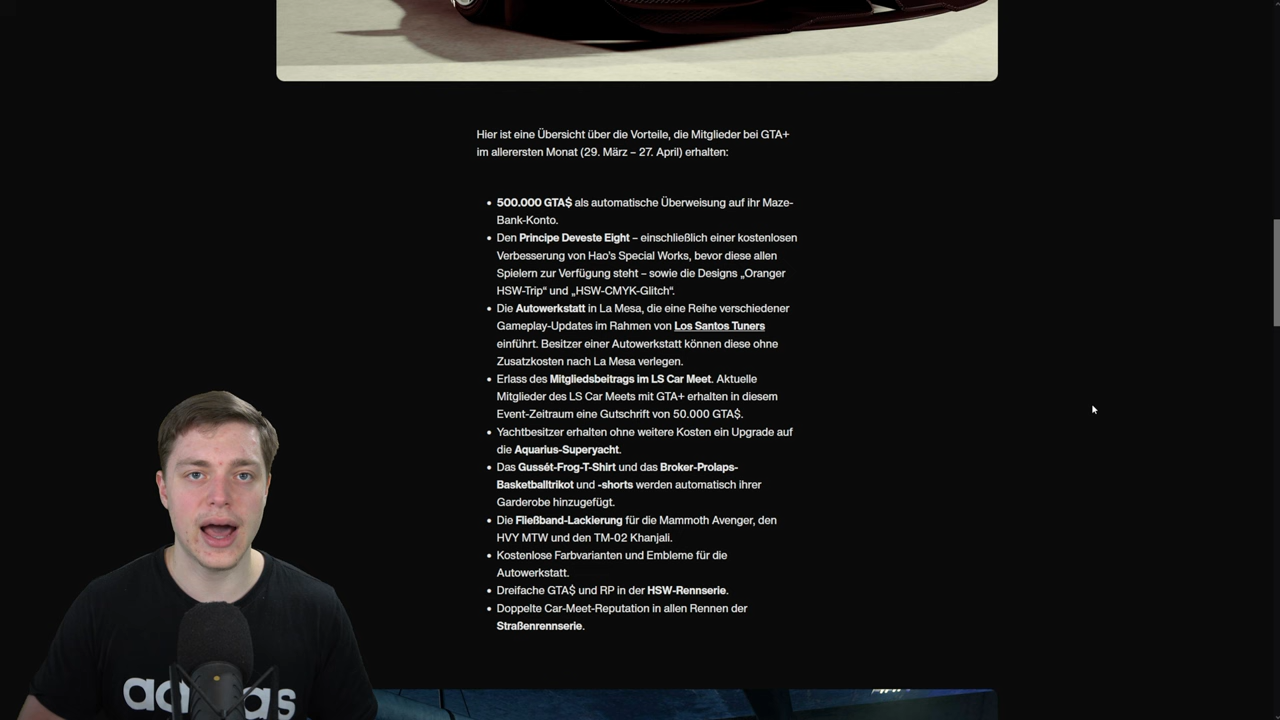 Hier ist eine Übersicht über die Vorteile, die Mitglieder bei GTA+
im allerersten Monat (29. März – 27. April) erhalten:
• 500.000 GTA$ als automatische Überweisung auf ihr Maze-
Bank-Konto.
• Den Principe Deveste Eight – einschließlich einer kostenlosen
Verbesserung von Hao's Special Works, bevor diese allen
Spielern zur Verfügung steht – sowie die Designs „Oranger
HSW-Trip“ und „HSW-CMYK-Glitch“.
• Die Autowerkstatt in La Mesa, die eine Reihe verschiedener
Gameplay-Updates im Rahmen von Los Santos Tuners
einführt. Besitzer einer Autowerkstatt können diese ohne
Zusatzkosten nach La Mesa verlegen.
• Erlass des Mitgliedsbeitrags im LS Car Meet. Aktuelle
Mitglieder des LS Car Meets mit GTA+ erhalten in diesem
Event-Zeitraum eine Gutschrift von 50.000 GTA$.
• Yachtbesitzer erhalten ohne weitere Kosten ein Upgrade auf
die Aquarius-Superyacht.
• Das Gussét-Frog-T-Shirt und das Broker-Prolaps-
Basketballtrikot und -shorts werden automatisch ihrer
Garderobe hinzugefügt.
• Die Fließband-Lackierung für die Mammoth Avenger, den
HVY MTW und den TM-02 Khanjali.
• Kostenlose Farbvarianten und Embleme für die
Autowerkstatt.
• Dreifache GTA$ und RP in der HSW-Rennserie.
• Doppelte Car-Meet-Reputation in allen Rennen der
Straßenrennserie.